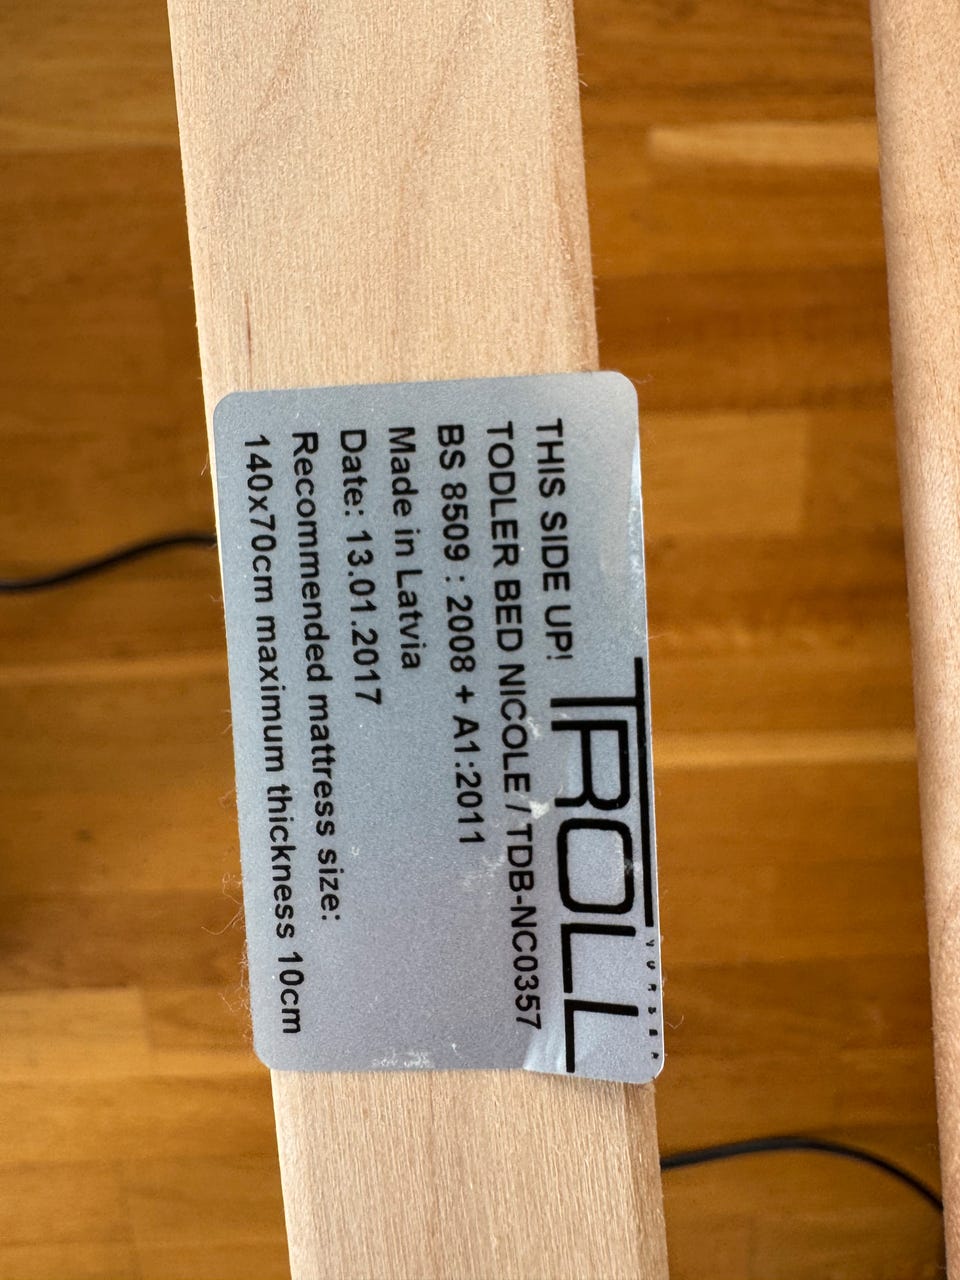 TROLL
NURSERY
THIS SIDE UP!
TODLER BED NICOLE / TDB-NC0357
BS 8509 : 2008 + A1:2011
Made in Latvia
Date: 13.01.2017
Recommended mattress size:
140x70cm maximum thickness 10cm